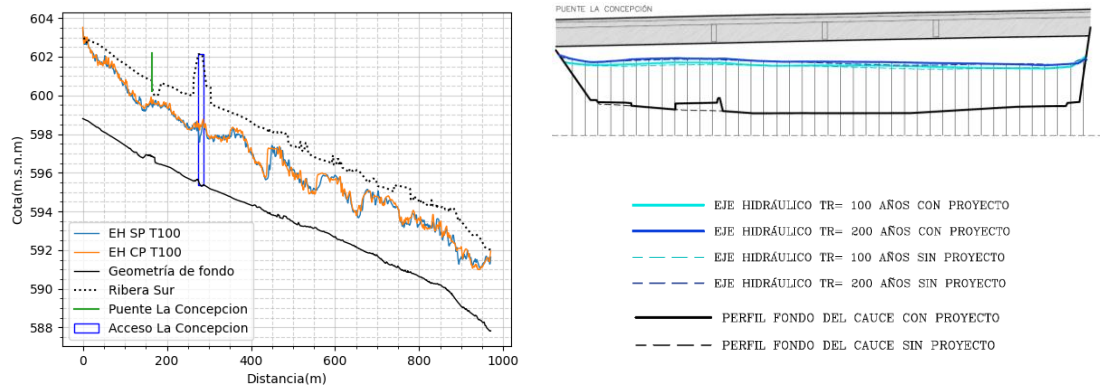 604
602
600
598
596
594
592
590
588
Cota(m.s.n.m)
EH SP T100
EH CP T100
Geometría de fondo
Ribera Sur
Puente La Concepcion
Acceso La Concepcion
0 200 400 600 800 1000
Distancia(m)
PUENTE LA CONCEPCIÓN
EJE HIDRÁULICO TR= 100 AÑOS CON PROYECTO
EJE HIDRÁULICO TR= 200 AÑOS CON PROYECTO
EJE HIDRÁULICO TR= 100 AÑOS SIN PROYECTO
EJE HIDRÁULICO TR= 200 AÑOS SIN PROYECTO
PERFIL FONDO DEL CAUCE CON PROYECTO
PERFIL FONDO DEL CAUCE SIN PROYECTO